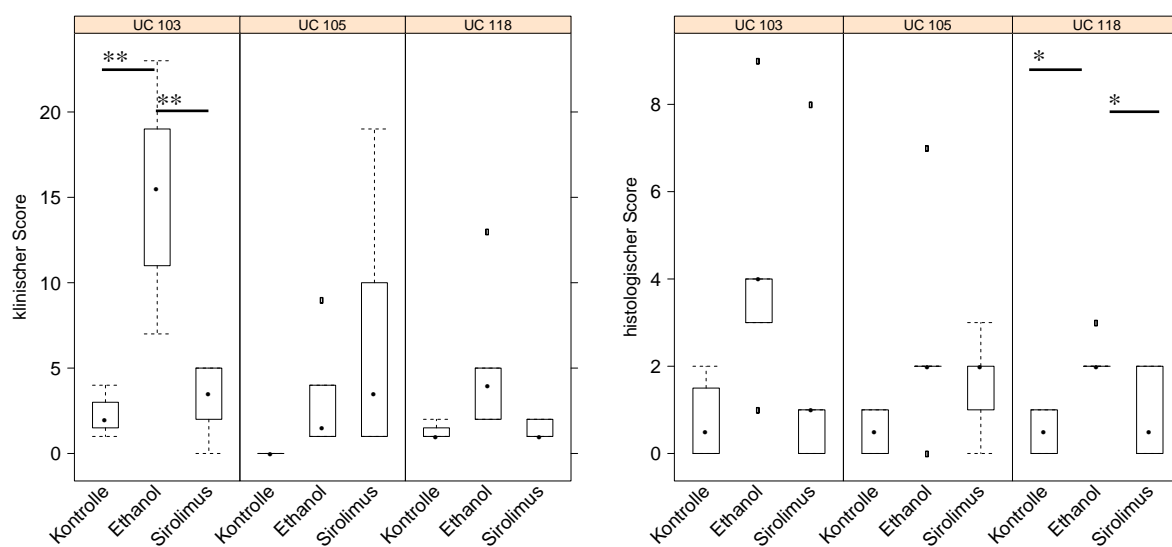 UC 103 UC 105 UC 118
**
**
20
15
10
5
0
klinischer Score
Kontrolle Ethanol Sirolimus Kontrolle Ethanol Sirolimus Kontrolle Ethanol Sirolimus
UC 103 UC 105 UC 118
*
*
8
6
4
2
0
histologischer Score
Kontrolle Ethanol Sirolimus Kontrolle Ethanol Sirolimus Kontrolle Ethanol Sirolimus